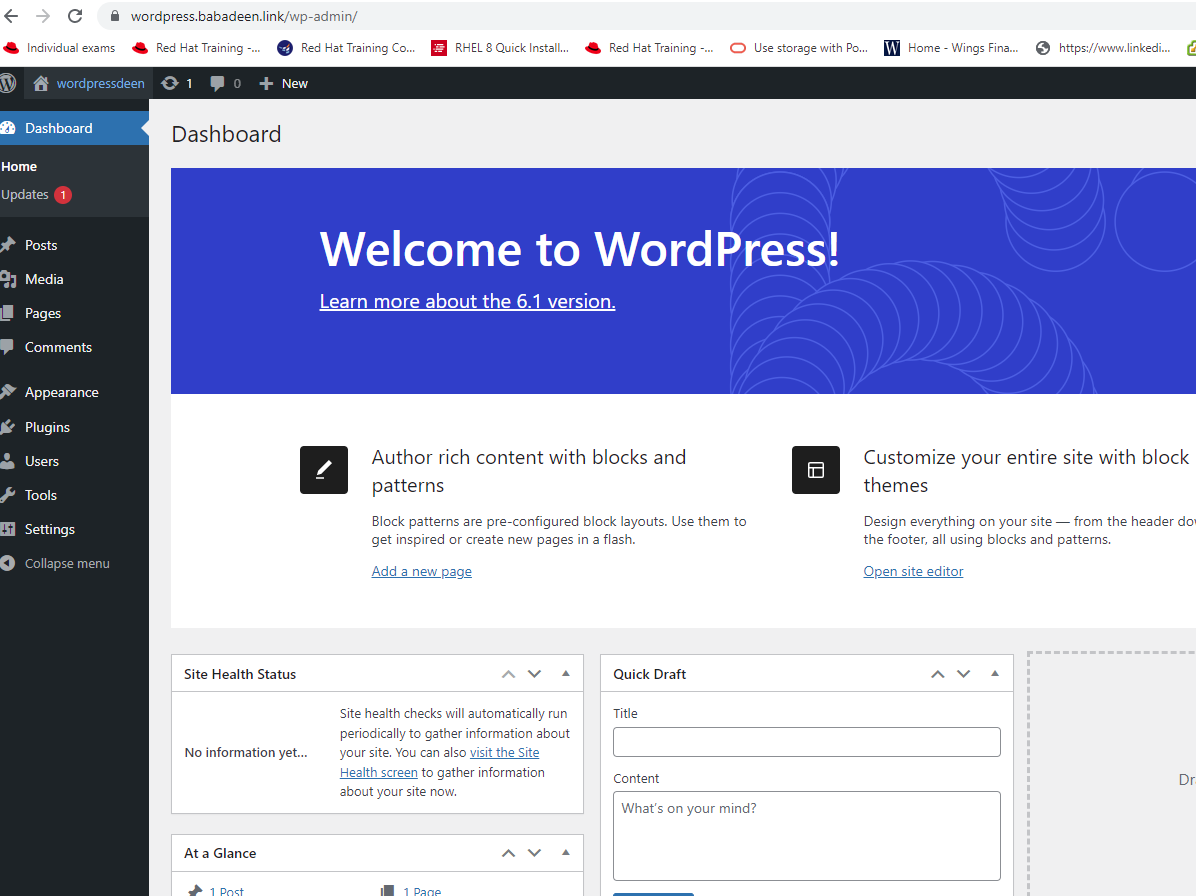 wordpress.babadeen.link/wp-admin/
Individual exams
Red Hat Training -...
Red Hat Training Co...
RHEL 8 Quick Install...
Red Hat Training -...
Use storage with Po...
Home - Wings Fina...
https://www.linkedi...
wordpressdeen
1
0
New
Dashboard
Home
Updates 1
Posts
Media
Pages
Comments
Appearance
Plugins
Users
Tools
Settings
Collapse menu
Dashboard
Welcome to WordPress!
Learn more about the 6.1 version.
Author rich content with blocks and
patterns
Block patterns are pre-configured block layouts. Use them to
get inspired or create new pages in a flash.
Add a new page
Customize your entire site with block
themes
Design everything on your site — from the header dow
the footer, all using blocks and patterns.
Open site editor
Site Health Status
No information yet...
Site health checks will automatically run
periodically to gather information about
your site. You can also visit the Site
Health screen to gather information
about your site now.
At a Glance
1 Post
1 Page
Quick Draft
Title
Content
What's on your mind?
Dra